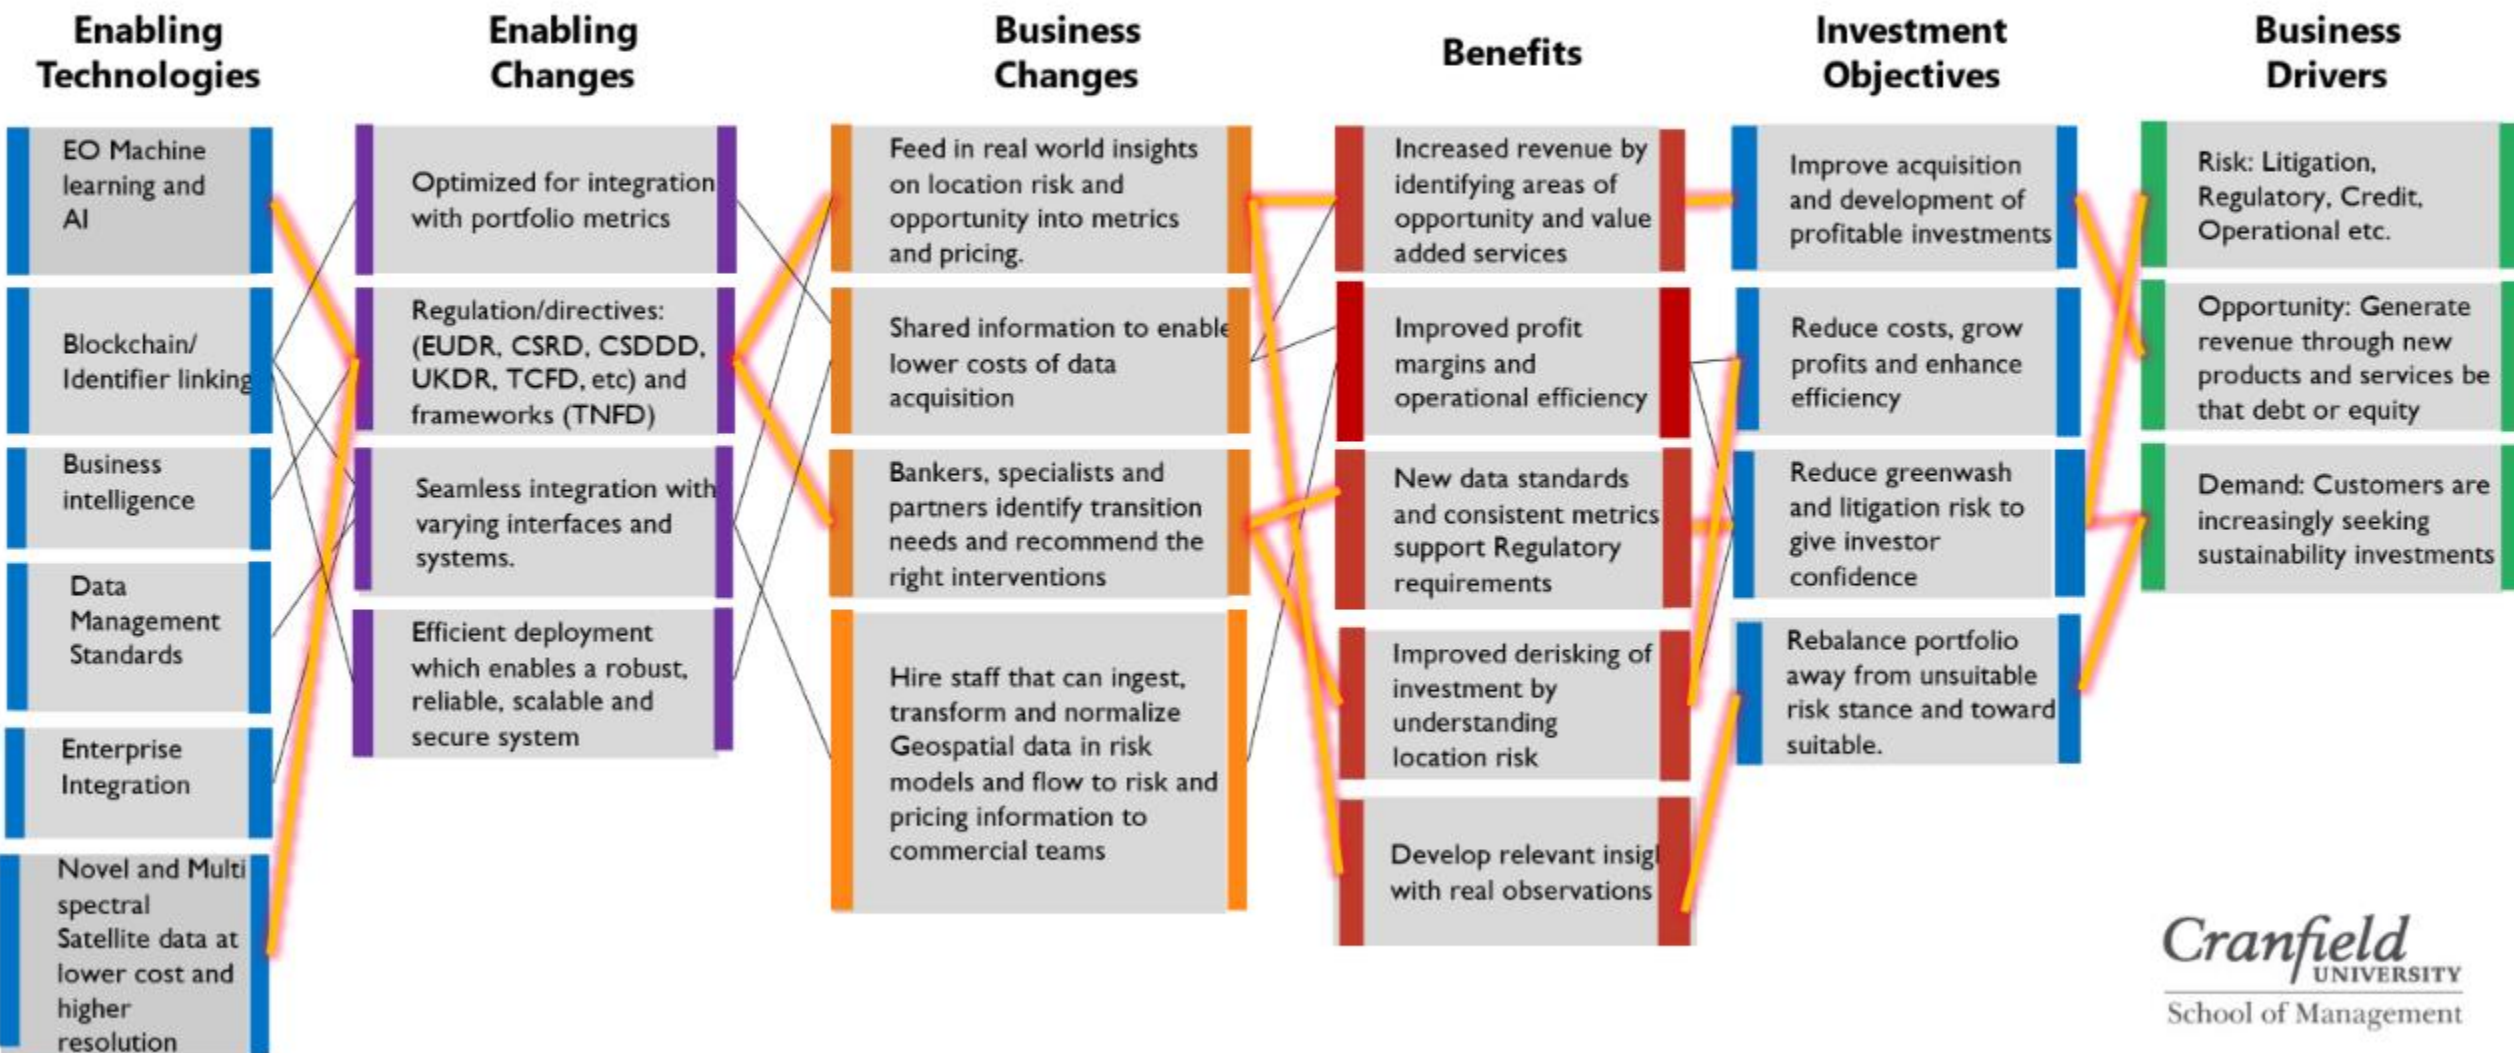 Enabling
Technologies
Enabling
Changes
Business
Changes
Benefits
Investment
Objectives
Business
Drivers
EO Machine
learning and
AI
Blockchain/
Identifier linking
Business
intelligence
Data
Management
Standards
Enterprise
Integration
Novel and Multi
spectral
Satellite data at
lower cost and
higher
resolution
Optimized for integration
with portfolio metrics
Regulation/directives:
(EUDR, CSRD, CSDDD,
UKDR, TCFD, etc) and
frameworks (TNFD)
Seamless integration with
varying interfaces and
systems.
Efficient deployment
which enables a robust,
reliable, scalable and
secure system
Feed in real world insights
on location risk and
opportunity into metrics
and pricing.
Shared information to enable
lower costs of data
acquisition
Bankers, specialists and
partners identify transition
needs and recommend the
right interventions
Hire staff that can ingest,
transform and normalize
Geospatial data in risk
models and flow to risk and
pricing information to
commercial teams
Increased revenue by
identifying areas of
opportunity and value
added services
Improved profit
margins and
operational efficiency
New data standards
and consistent metrics
support Regulatory
requirements
Improved derisking of
investment by
understanding
location risk
Develop relevant
with real observations
Improve acquisition
and development of
profitable investments
Reduce costs, grow
profits and enhance
efficiency
Reduce greenwash
and litigation risk to
give investor
confidence
Rebalance portfolio
away from unsuitable
risk stance and toward
suitable.
Risk: Litigation,
Regulatory, Credit,
Operational etc.
Opportunity: Generate
revenue through new
products and services be
that debt or equity
Demand: Customers are
increasingly seeking
sustainability investments
Cranfield
UNIVERSITY
School of Management